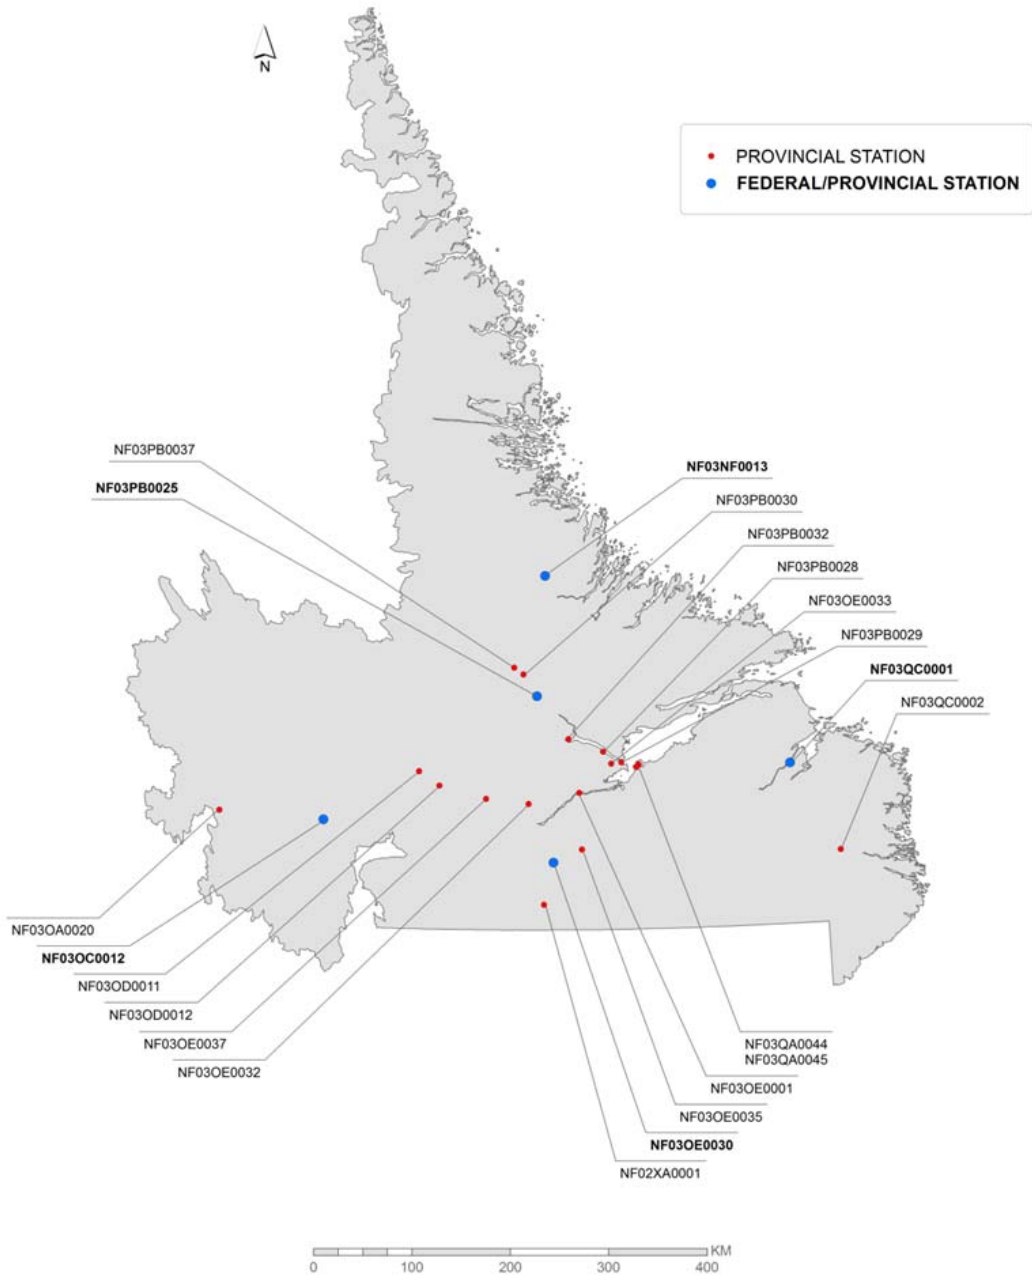 N
PROVINCIAL STATION
FEDERAL/PROVINCIAL STATION
NF03PB0037
NF03PB0025
NF03NF0013
NF03PB0030
NF03PB0032
NF03PB0028
NF03OE0033
NF03PB0029
NF03QC0001
NF03QC0002
NF03OA0020
NF03OC0012
NF03OD0011
NF03OD0012
NF03OE0037
NF03OE0032
NF03QA0044
NF03QA0045
NF03OE0001
NF03OE0035
NF03OE0030
NF02XA0001
KM
0 100 200 300 400